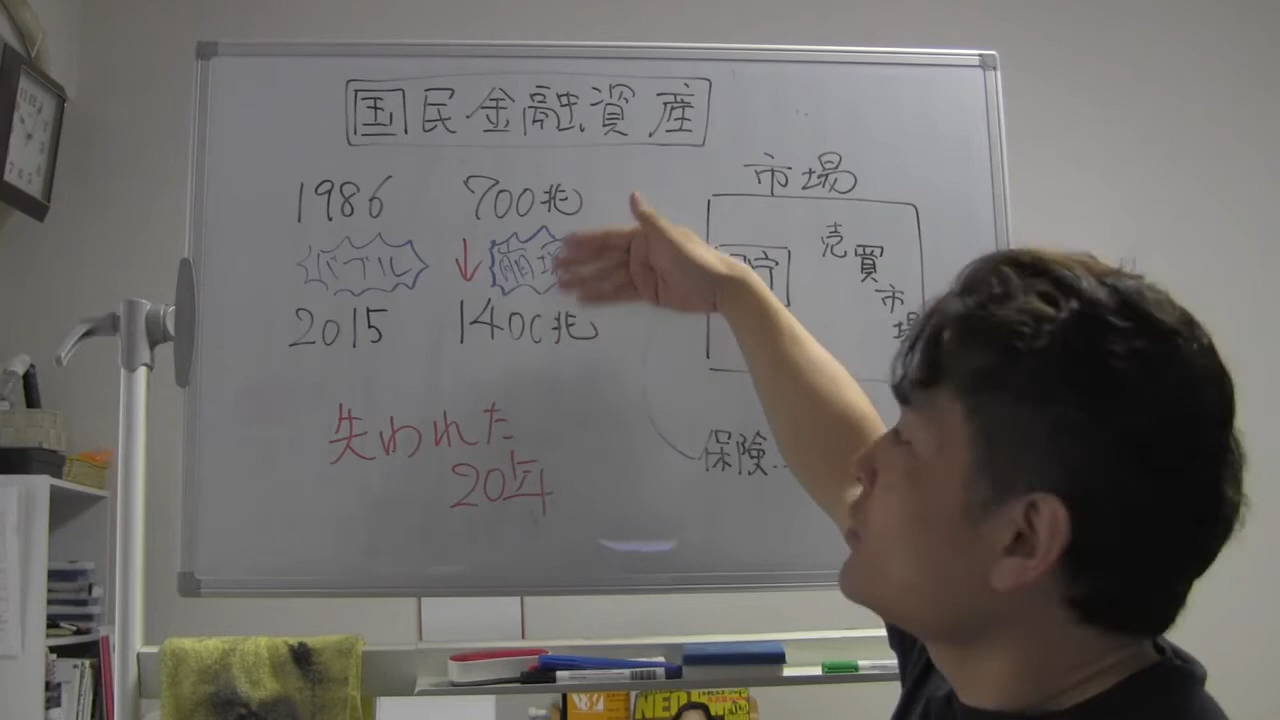 国民金融資産
1986 700兆
バブル ↓ 崩壊
2015 1400兆
失われた
20年
市場
売買市場
保険…
NEO